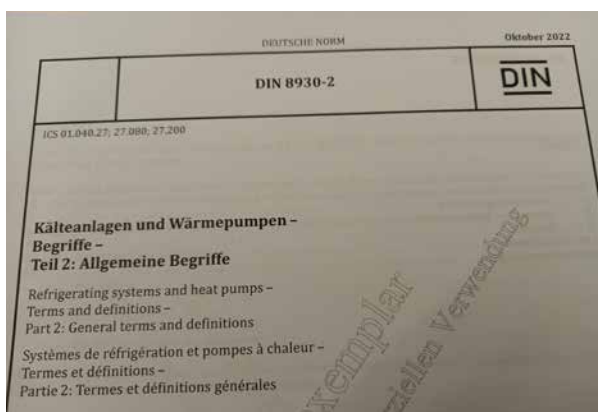 DEUTSCHE NORM
Oktober 2022
DIN 8930-2
DIN
ICS 01.040.27; 27.080; 27.200
Kälteanlagen und Wärmepumpen –
Begriffe –
Teil 2: Allgemeine Begriffe
Refrigerating systems and heat pumps –
Terms and definitions –
Part 2: General terms and definitions
Systèmes de réfrigération et pompes à chaleur –
Termes et définitions –
Partie 2: Termes et définitions générales
Verwendung